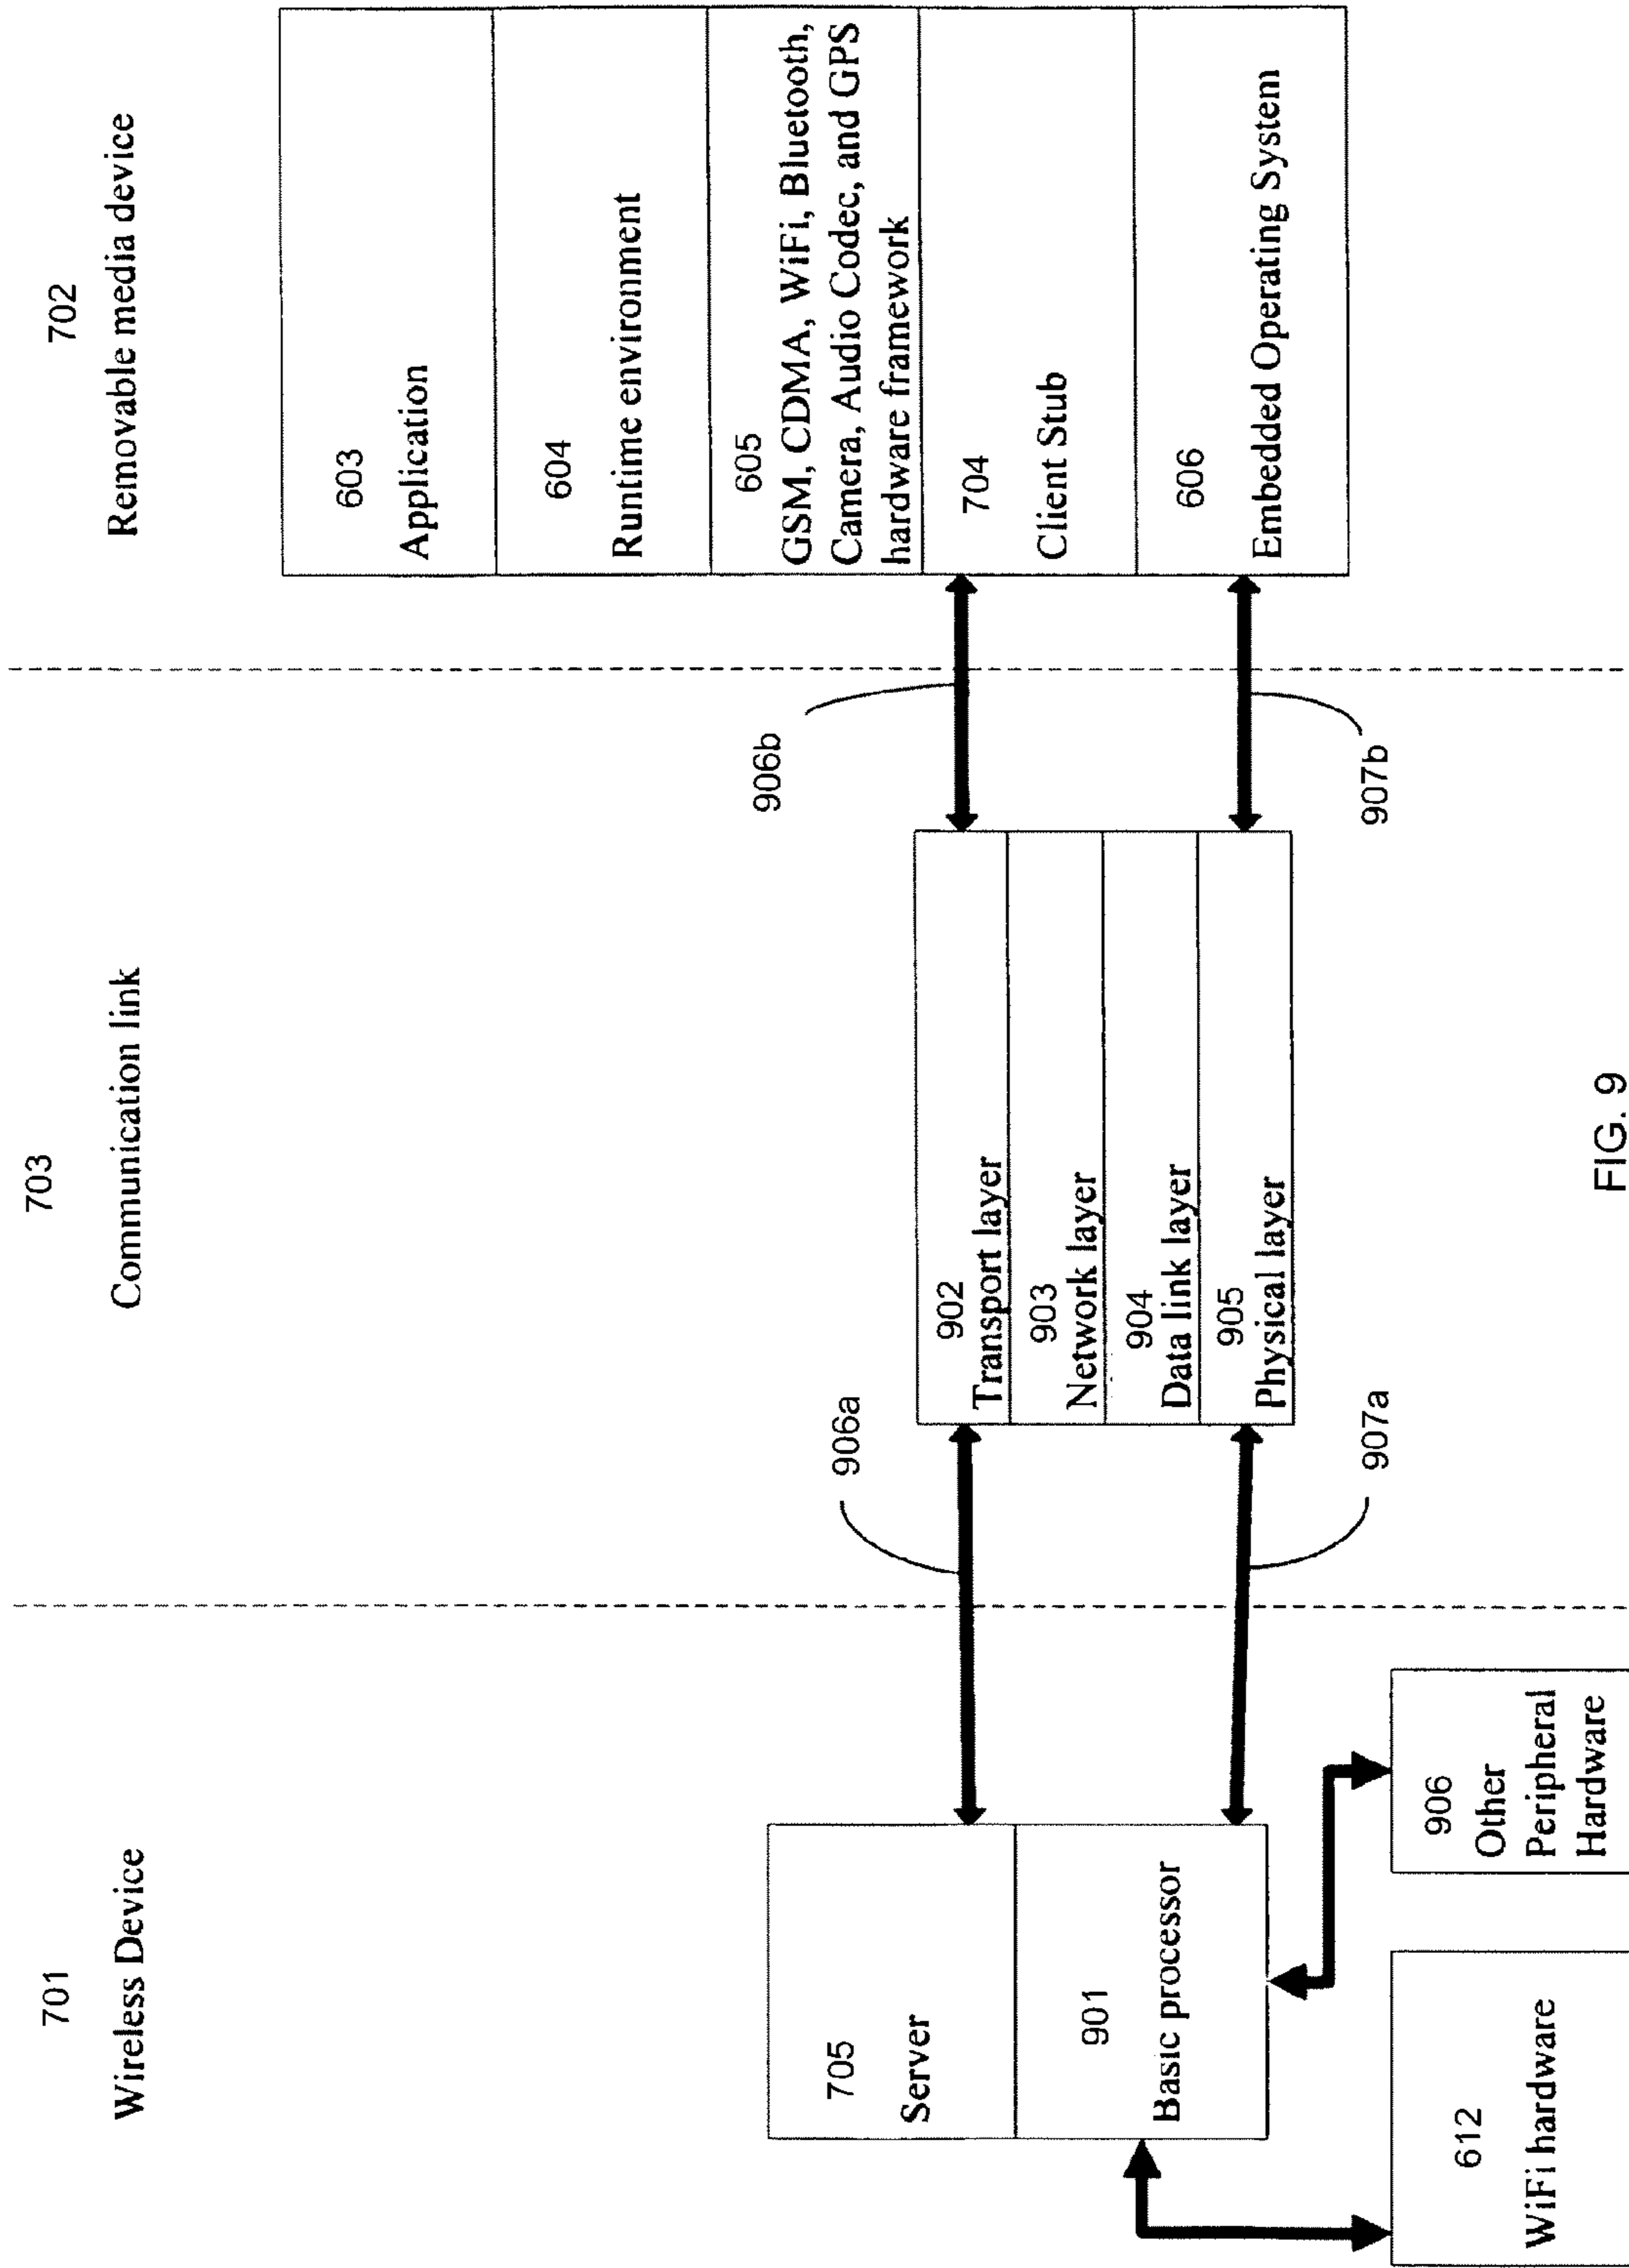 701
Wireless Device
703
Communication link
702
Removable media device
705
Server
901
Basic processor
612
WiFi hardware
906
Other
Peripheral
Hardware
906a
907a
902
Transport layer
903
Network layer
904
Data link layer
905
Physical layer
906b
907b
603
Application
604
Runtime environment
605
GSM, CDMA, WiFi, Bluetooth,
Camera, Audio Codec, and GPS
hardware framework
704
Client Stub
606
Embedded Operating System
FIG. 9